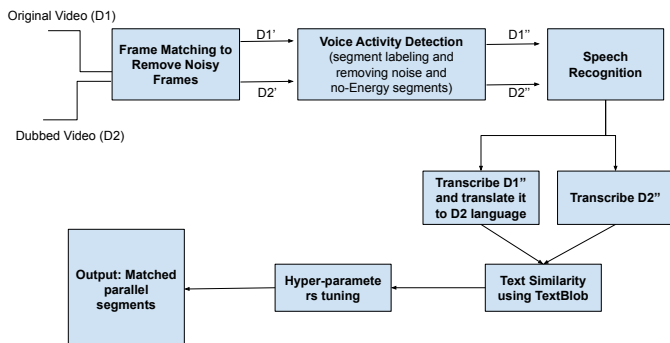 Original Video (D1)
Dubbed Video (D2)
Frame Matching to
Remove Noisy
Frames
D1’
D2’
Voice Activity Detection
(segment labeling and
removing noise and
no-Energy segments)
D1’’
D2’’
Speech
Recognition
Transcribe D1’’
and translate it
to D2 language
Transcribe D2’’
Text Similarity
using TextBlob
Hyper-paramete
rs tuning
Output: Matched
parallel
segments